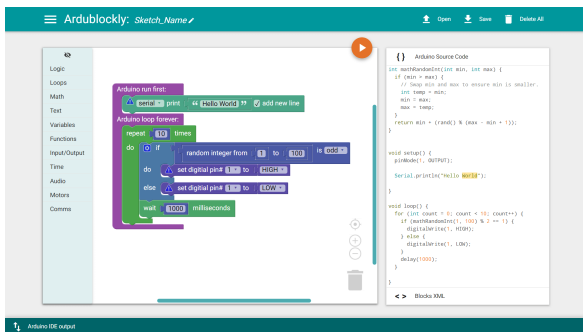 Ardublockly: Sketch_Name
Open
Save
Delete All
Logic
Loops
Math
Text
Variables
Functions
Input/Output
Time
Audio
Motors
Comms
Arduino run first:
serial print “ Hello World ” add new line
Arduino loop forever:
repeat 10 times
do if random integer from 1 to 100 is odd
do set digitial pin# 1 to HIGH
else set digitial pin# 1 to LOW
wait 1000 milliseconds
{ } Arduino Source Code
int mathRandomInt(int min, int max) {
if (min > max) {
// Swap min and max to ensure min is smaller.
int temp = min;
min = max;
max = temp;
}
return min + (rand() % (max - min + 1));
}
void setup() {
pinMode(1, OUTPUT);
Serial.println("Hello World");
}
void loop() {
for (int count = 0; count < 10; count++) {
if (mathRandomInt(1, 100) % 2 == 1) {
digitalWrite(1, HIGH);
} else {
digitalWrite(1, LOW);
}
delay(1000);
}
}
< > Blocks XML
Arduino IDE output